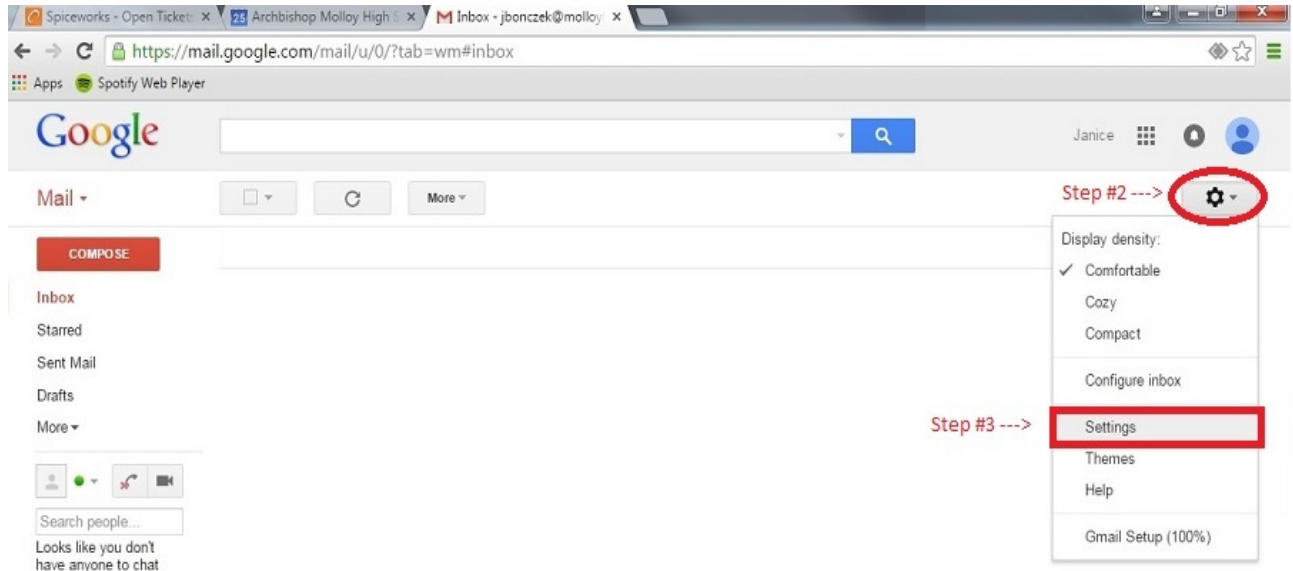 Spiceworks - Open Ticket:
25 Archbishop Molloy High S
Inbox - jbonczek@molloy
https://mail.google.com/mail/u/0/?tab=wm#inbox
Apps Spotify Web Player
Google
Janice
Mail
More
Step #2 --->
COMPOSE
Display density:
Comfortable
Inbox
Cozy
Starred
Compact
Sent Mail
Configure inbox
Drafts
More
Step #3 --->
Settings
Themes
Help
Search people...
Gmail Setup (100%)
Looks like you don't
have anyone to chat